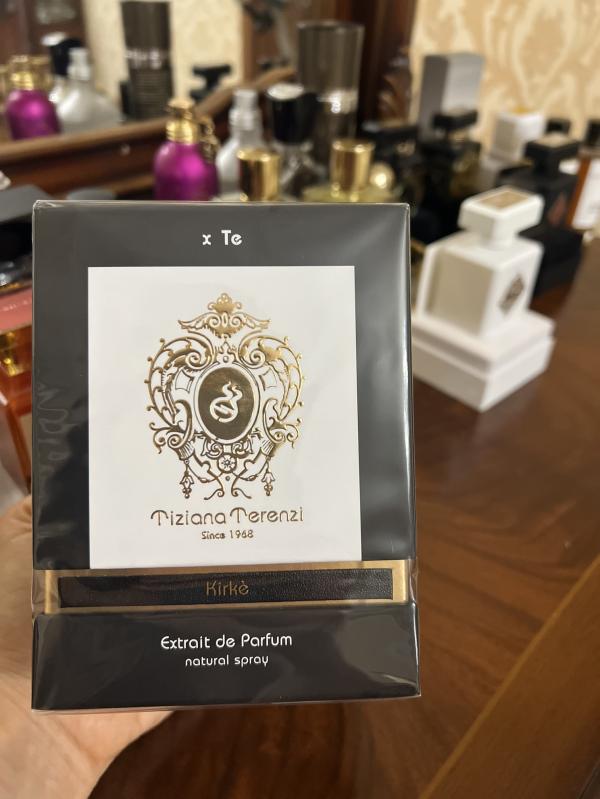 x Te
Tiziana Terenzi
Since 1968
Kirkè
Extrait de Parfum
natural spray